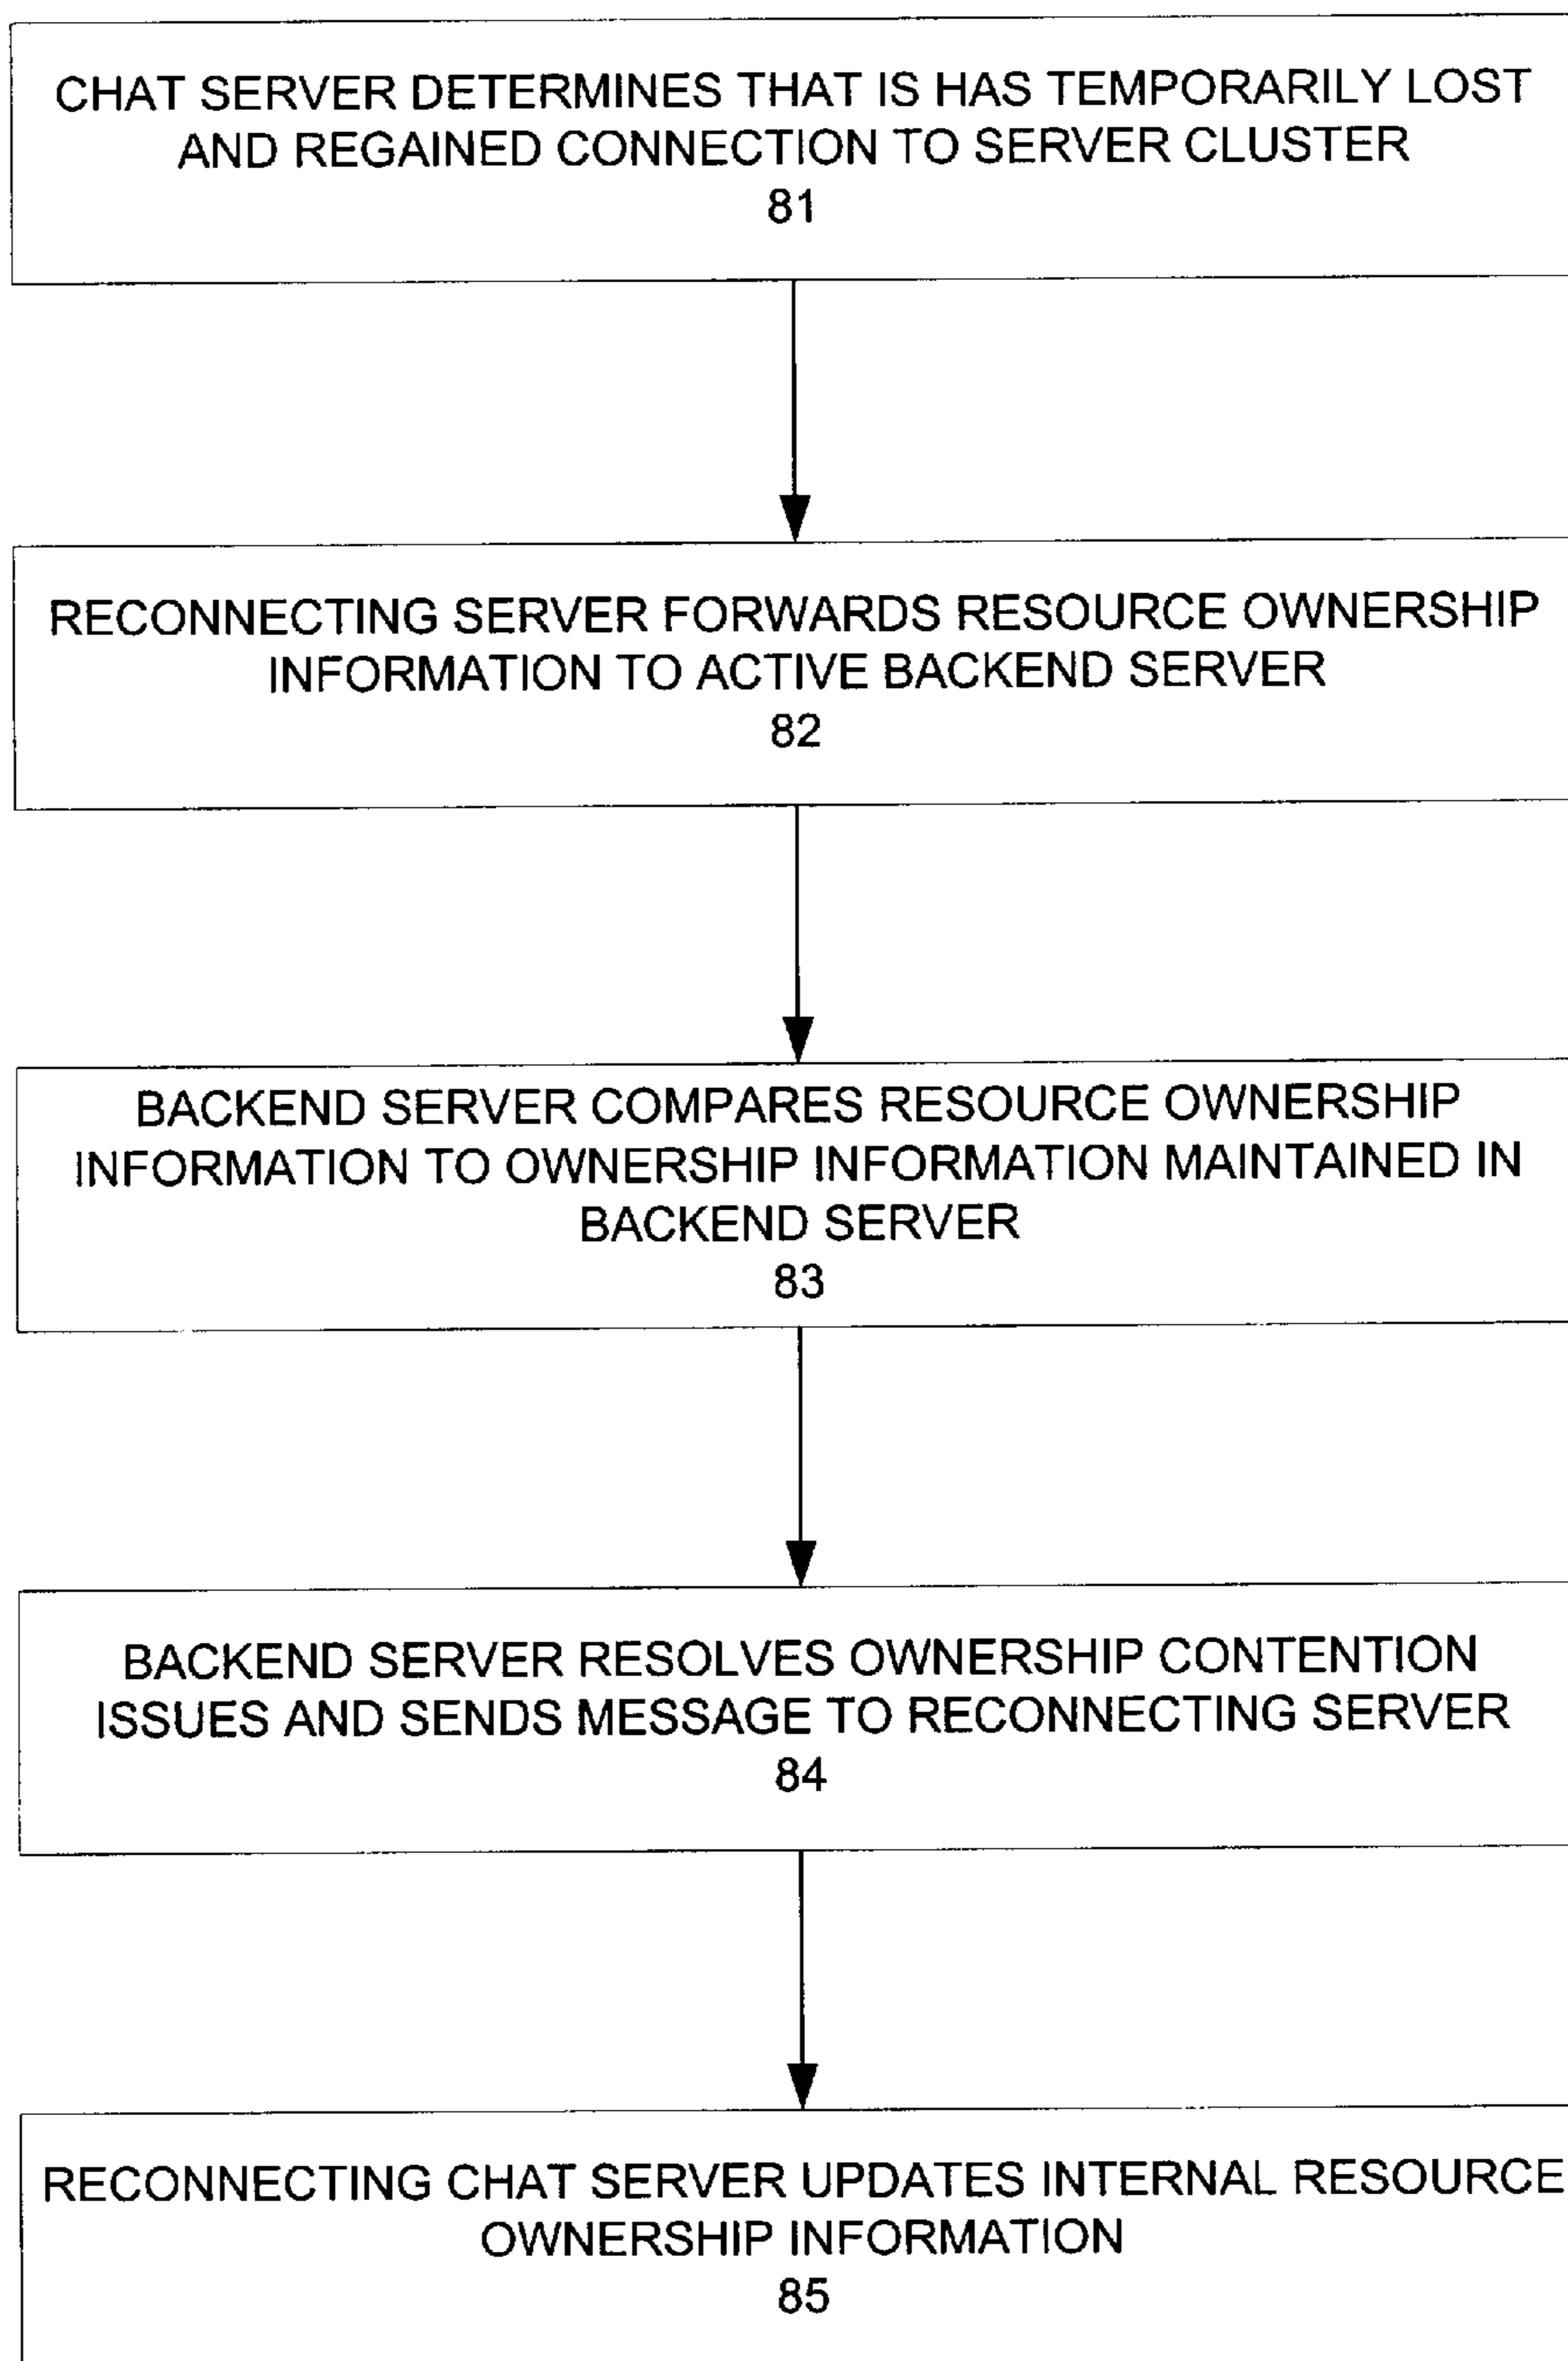 CHAT SERVER DETERMINES THAT IS HAS TEMPORARILY LOST
AND REGAINED CONNECTION TO SERVER CLUSTER
81
RECONNECTING SERVER FORWARDS RESOURCE OWNERSHIP
INFORMATION TO ACTIVE BACKEND SERVER
82
BACKEND SERVER COMPARES RESOURCE OWNERSHIP
INFORMATION TO OWNERSHIP INFORMATION MAINTAINED IN
BACKEND SERVER
83
BACKEND SERVER RESOLVES OWNERSHIP CONTENTION
ISSUES AND SENDS MESSAGE TO RECONNECTING SERVER
84
RECONNECTING CHAT SERVER UPDATES INTERNAL RESOURCE
OWNERSHIP INFORMATION
85